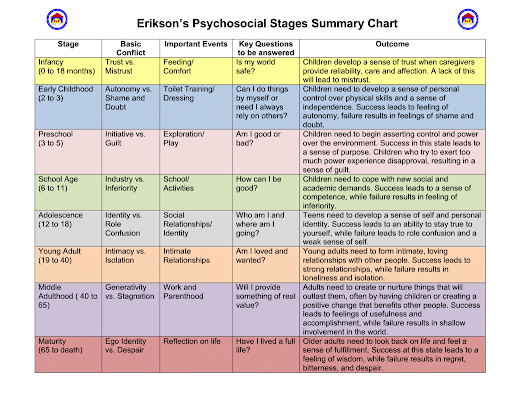 Erikson's Psychosocial Stages Summary Chart
Stage
Basic
Conflict
Important Events
Key Questions
to be answered
Outcome
Infancy
(0 to 18 months)
Trust vs.
Mistrust
Feeding/
Comfort
Is my world
safe?
Children develop a sense of trust when caregivers
provide reliability, care and affection. A lack of this
will lead to mistrust.
Early Childhood
(2 to 3)
Autonomy vs.
Shame and
Doubt
Toilet Training/
Dressing
Can I do things
by myself or
need I always
rely on others?
Children need to develop a sense of personal
control over physical skills and a sense of
independence. Success leads to feeling of
autonomy, failure results in feelings of shame and
doubt.
Preschool
(3 to 5)
Initiative vs.
Guilt
Exploration/
Play
Am I good or
bad?
Children need to begin asserting control and power
over the environment. Success in this state leads to
a sense of purpose. Children who try to exert too
much power experience disapproval, resulting in a
sense of guilt.
School Age
(6 to 11)
Industry vs.
Inferiority
School/
Activities
How can I be
good?
Children need to cope with new social and
academic demands. Success leads to a sense of
competence, while failure results in feeling of
inferiority.
Adolescence
(12 to 18)
Identity vs.
Role
Confusion
Social
Relationships/
Identity
Who am I and
where am I
going?
Teens need to develop a sense of self and personal
identity. Success leads to an ability to stay true to
yourself, while failure leads to role confusion and a
weak sense of self.
Young Adult
(19 to 40)
Intimacy vs.
Isolation
Intimate
Relationships
Am I loved and
wanted?
Young adults need to form intimate, loving
relationships with other people. Success leads to
strong relationships, while failure results in
loneliness and isolation.
Middle
Adulthood ( 40 to
65)
Generativity
vs. Stagnation
Work and
Parenthood
Will I provide
something of real
value?
Adults need to create or nurture things that will
outlast them, often by having children or creating a
positive change that benefits other people. Success
leads to feelings of usefulness and
accomplishment, while failure results in shallow
involvement in the world.
Maturity
(65 to death)
Ego Identity
vs. Despair
Reflection on life
Have I lived a full
life?
Older adults need to look back on life and feel a
sense of fulfillment. Success at this state leads to a
feeling of wisdom, while failure results in regret,
bitterness, and despair.